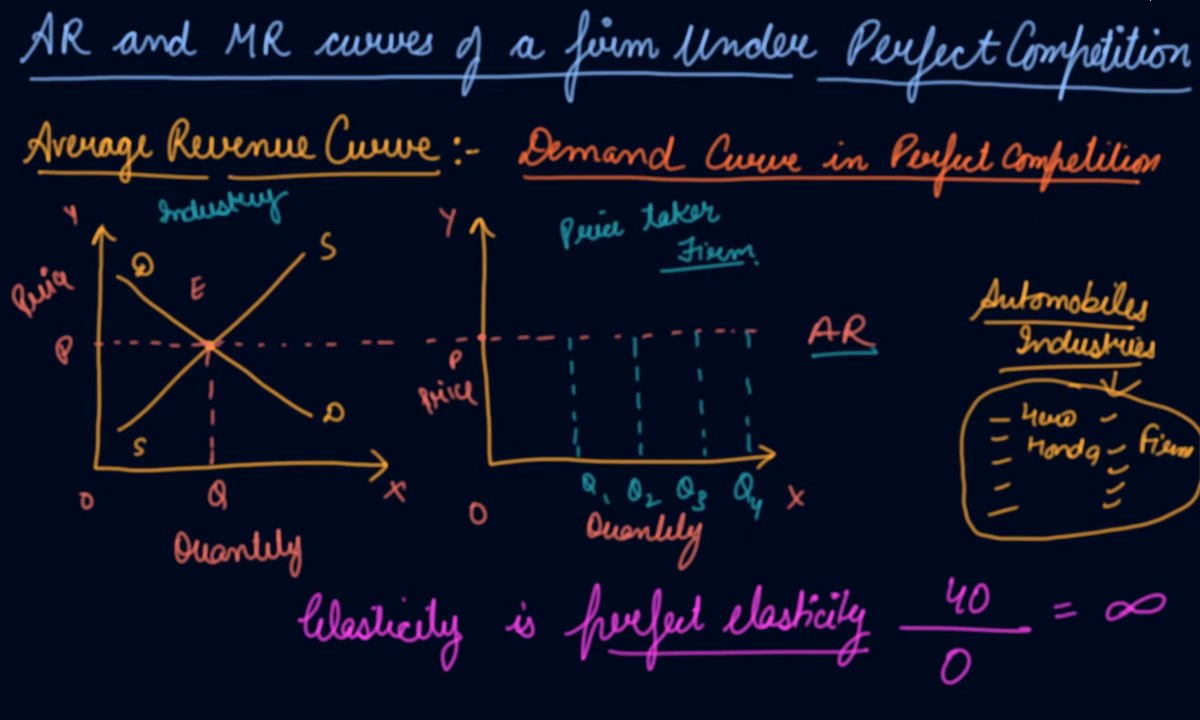 AR and MR curves of a firm Under Perfect Competition
Average Revenue Curve :- Demand Curve in Perfect Competition
Industry
Y
Price
P
D
E
S
S
D
O
Q
X
Quantity
Price taker
Firm.
Y
P
Price
AR
O
Q1 Q2 Q3 Q4
X
Quantity
Automobiles
Industries
Hero
Honda
Firm
Elasticity is perfect elasticity 40/0 = ∞